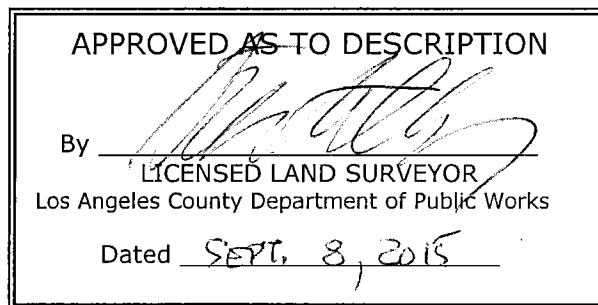 APPROVED AS TO DESCRIPTION
By
LICENSED LAND SURVEYOR
Los Angeles County Department of Public Works
Dated SEPT. 8, 2015